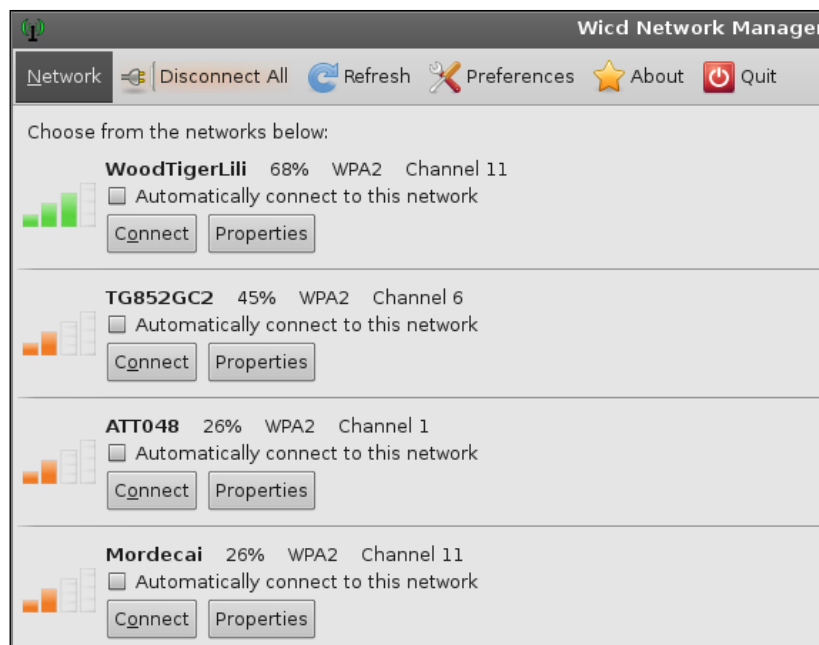 Wicd Network Manager
Network Disconnect All Refresh Preferences About Quit
Choose from the networks below:
WoodTigerLili 68% WPA2 Channel 11
Automatically connect to this network
Connect Properties
TG852GC2 45% WPA2 Channel 6
Automatically connect to this network
Connect Properties
ATT048 26% WPA2 Channel 1
Automatically connect to this network
Connect Properties
Mordecai 26% WPA2 Channel 11
Automatically connect to this network
Connect Properties